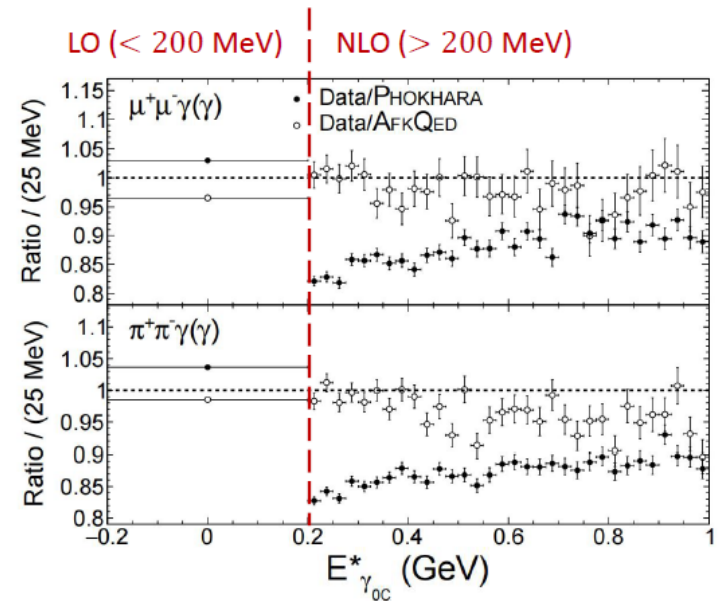 LO (< 200 MeV) NLO (> 200 MeV)
Ratio / (25 MeV)
1.15
1.1
1.05
1
0.95
0.9
0.85
0.8
μ⁺μ⁻γ(γ)
Data/PHOKHARA
Data/AFKQED
Ratio / (25 MeV)
1.1
1.05
1
0.95
0.9
0.85
0.8
π⁺π⁻γ(γ)
−0.2 0 0.2 0.4 0.6 0.8 1
E*γ0C (GeV)